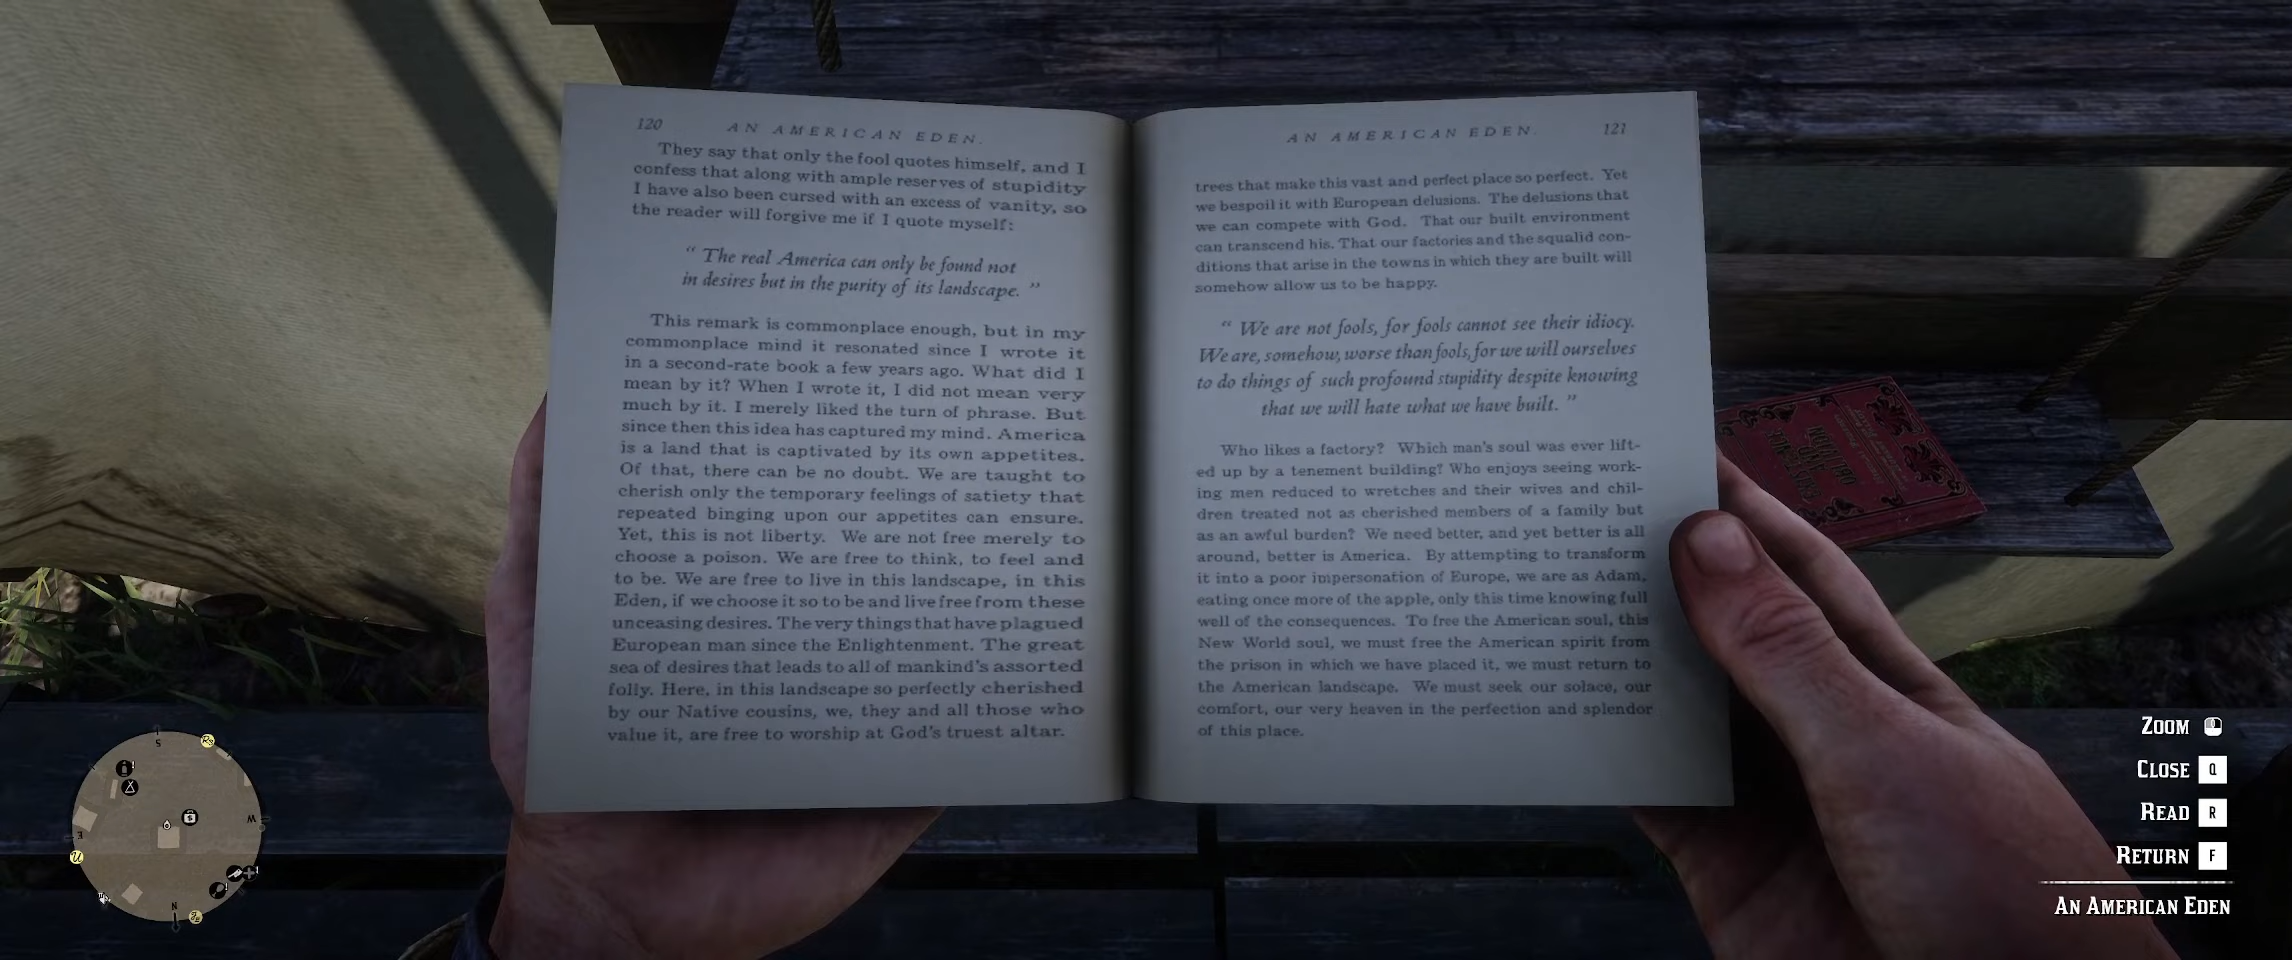 120
AN AMERICAN EDEN.
They say that only the fool quotes himself, and I
confess that along with ample reserves of stupidity
I have also been cursed with an excess of vanity, so
the reader will forgive me if I quote myself:
“ The real America can only be found not
in desires but in the purity of its landscape. ”
This remark is commonplace enough, but in my
commonplace mind it resonated since I wrote it
in a second-rate book a few years ago. What did I
mean by it? When I wrote it, I did not mean very
much by it. I merely liked the turn of phrase. But
since then this idea has captured my mind. America
is a land that is captivated by its own appetites.
Of that, there can be no doubt. We are taught to
cherish only the temporary feelings of satiety that
repeated binging upon our appetites can ensure.
Yet, this is not liberty. We are not free merely to
choose a poison. We are free to think, to feel and
to be. We are free to live in this landscape, in this
Eden, if we choose it so to be and live free from these
unceasing desires. The very things that have plagued
European man since the Enlightenment. The great
sea of desires that leads to all of mankind's assorted
folly. Here, in this landscape so perfectly cherished
by our Native cousins, we, they and all those who
value it, are free to worship at God's truest altar.
AN AMERICAN EDEN.
121
trees that make this vast and perfect place so perfect. Yet
we bespoil it with European delusions. The delusions that
we can compete with God. That our built environment
can transcend his. That our factories and the squalid con-
ditions that arise in the towns in which they are built will
somehow allow us to be happy.
“ We are not fools, for fools cannot see their idiocy.
We are, somehow, worse than fools, for we will ourselves
to do things of such profound stupidity despite knowing
that we will hate what we have built. ”
Who likes a factory? Which man's soul was ever lift-
ed up by a tenement building? Who enjoys seeing work-
ing men reduced to wretches and their wives and chil-
dren treated not as cherished members of a family but
as an awful burden? We need better, and yet better is all
around, better is America. By attempting to transform
it into a poor impersonation of Europe, we are as Adam,
eating once more of the apple, only this time knowing full
well of the consequences. To free the American soul, this
New World soul, we must free the American spirit from
the prison in which we have placed it, we must return to
the American landscape. We must seek our solace, our
comfort, our very heaven in the perfection and splendor
of this place.
S
W
E
N
ZOOM
CLOSE Q
READ R
RETURN F
AN AMERICAN EDEN